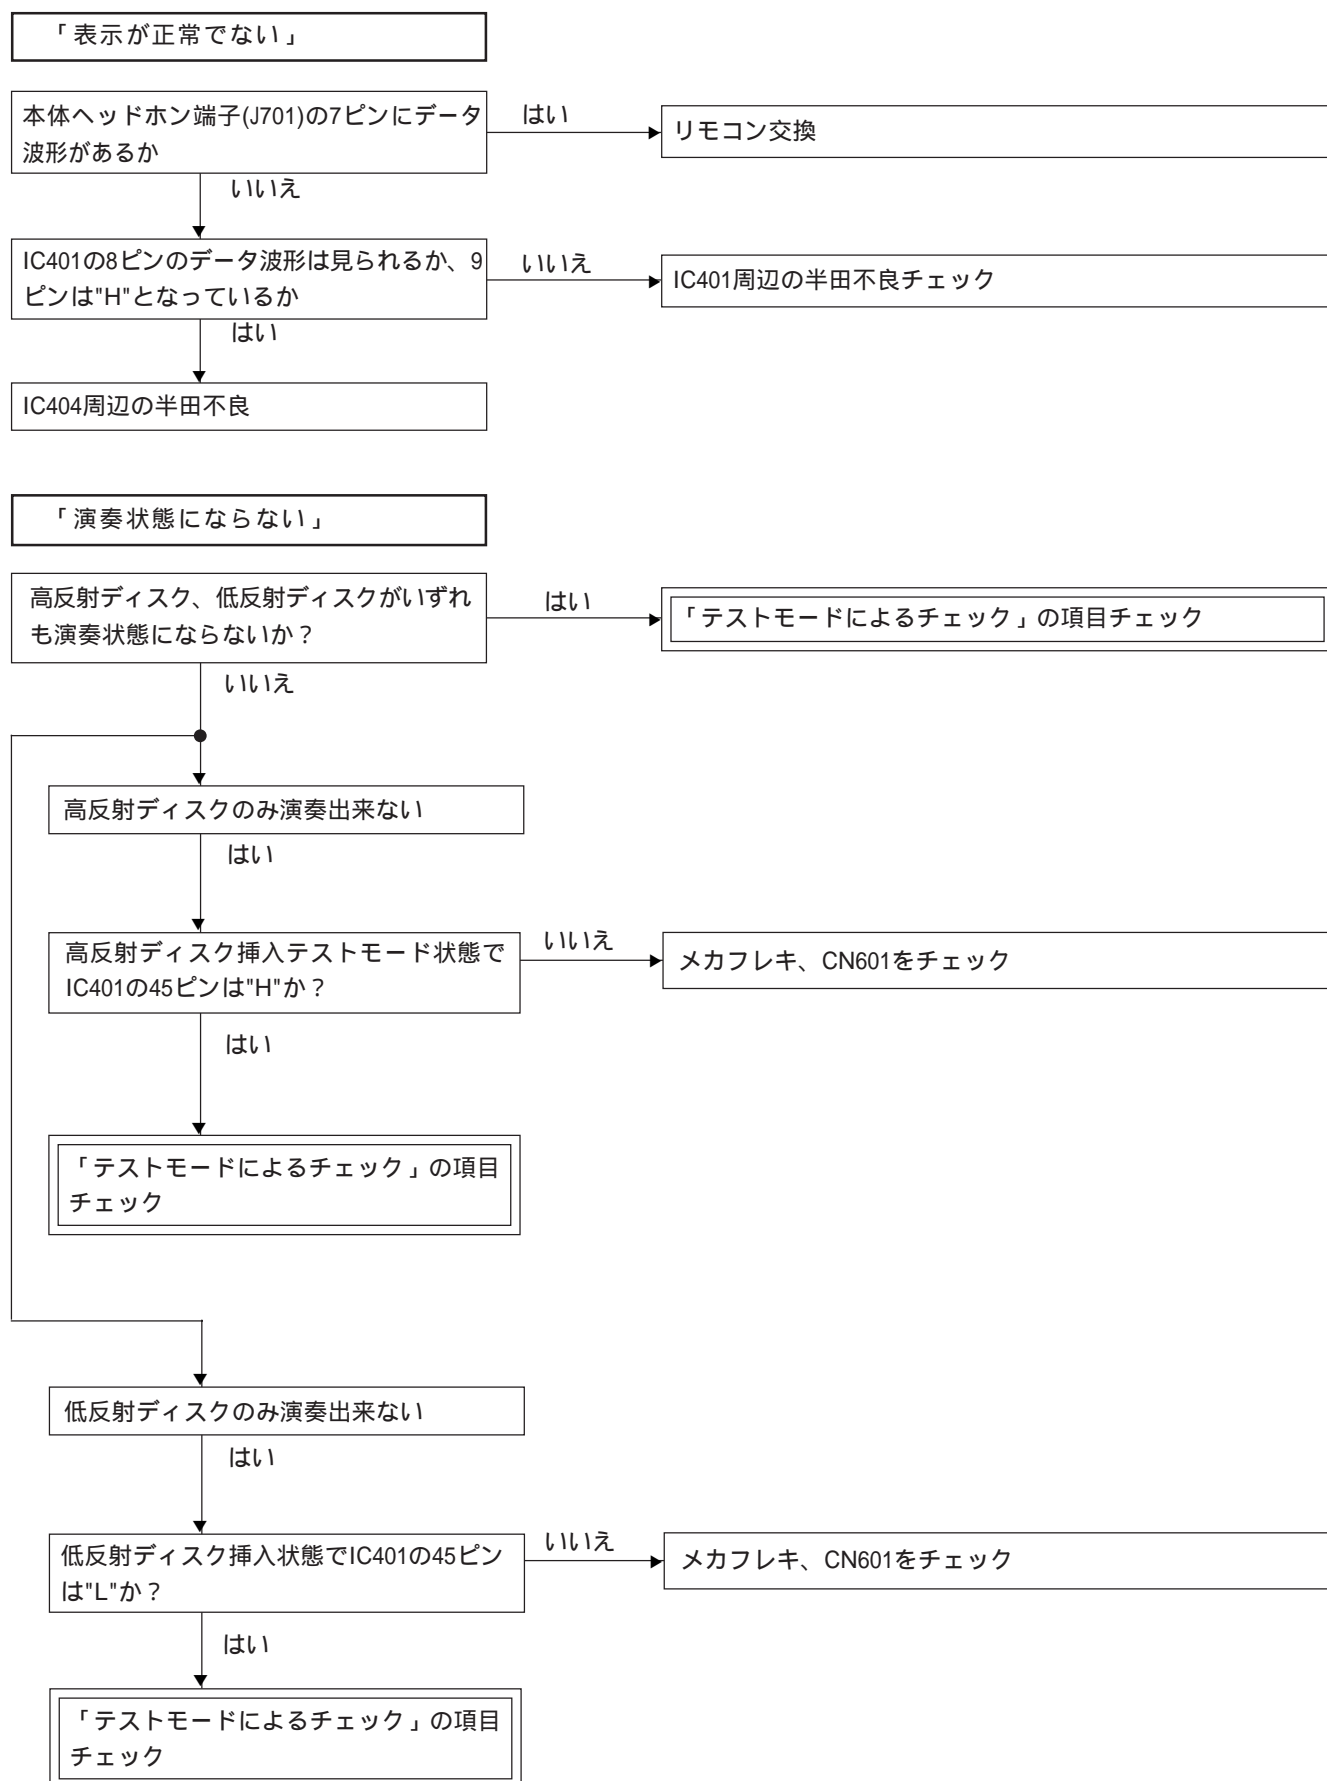 「表示が正常でない」
本体ヘッドホン端子(J701)の7ピンにデータ
波形があるか
はい
リモコン交換
いいえ
IC401の8ピンのデータ波形は見られるか、9
ピンは"H"となっているか
いいえ
IC401周辺の半田不良チェック
はい
IC404周辺の半田不良
「演奏状態にならない」
高反射ディスク、低反射ディスクがいずれ
も演奏状態にならないか?
はい
「テストモードによるチェック」の項目チェック
いいえ
高反射ディスクのみ演奏出来ない
はい
高反射ディスク挿入テストモード状態で
IC401の45ピンは"H"か?
いいえ
メカフレキ、CN601をチェック
はい
「テストモードによるチェック」の項目
チェック
低反射ディスクのみ演奏出来ない
はい
低反射ディスク挿入状態でIC401の45ピン
は"L"か?
いいえ
メカフレキ、CN601をチェック
はい
「テストモードによるチェック」の項目
チェック